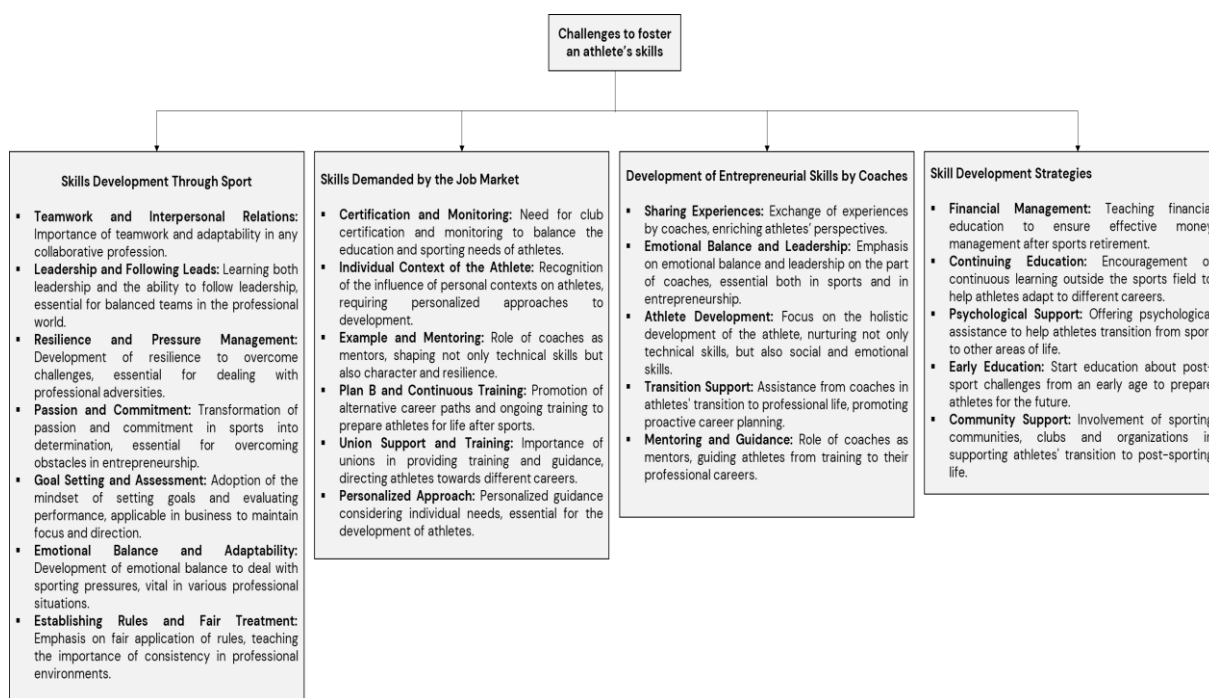 Challenges to foster
an athlete's skills
Skills Development Through Sport
▪ Teamwork and Interpersonal Relations:
Importance of teamwork and adaptability in any
collaborative profession.
▪ Leadership and Following Leads: Learning both
leadership and the ability to follow leadership,
essential for balanced teams in the professional
world.
▪ Resilience and Pressure Management:
Development of resilience to overcome
challenges, essential for dealing with
professional adversities.
▪ Passion and Commitment: Transformation of
passion and commitment in sports into
determination, essential for overcoming
obstacles in entrepreneurship.
▪ Goal Setting and Assessment: Adoption of the
mindset of setting goals and evaluating
performance, applicable in business to maintain
focus and direction.
▪ Emotional Balance and Adaptability:
Development of emotional balance to deal with
sporting pressures, vital in various professional
situations.
▪ Establishing Rules and Fair Treatment:
Emphasis on fair application of rules, teaching
the importance of consistency in professional
environments.
Skills Demanded by the Job Market
▪ Certification and Monitoring: Need for club
certification and monitoring to balance the
education and sporting needs of athletes.
▪ Individual Context of the Athlete: Recognition
of the influence of personal contexts on athletes,
requiring personalized approaches to
development.
▪ Example and Mentoring: Role of coaches as
mentors, shaping not only technical skills but
also character and resilience.
▪ Plan B and Continuous Training: Promotion of
alternative career paths and ongoing training to
prepare athletes for life after sports.
▪ Union Support and Training: Importance of
unions in providing training and guidance,
directing athletes towards different careers.
▪ Personalized Approach: Personalized guidance
considering individual needs, essential for the
development of athletes.
Development of Entrepreneurial Skills by Coaches
▪ Sharing Experiences: Exchange of experiences
by coaches, enriching athletes' perspectives.
▪ Emotional Balance and Leadership: Emphasis
on emotional balance and leadership on the part
of coaches, essential both in sports and in
entrepreneurship.
▪ Athlete Development: Focus on the holistic
development of the athlete, nurturing not only
technical skills, but also social and emotional
skills.
▪ Transition Support: Assistance from coaches in
athletes' transition to professional life, promoting
proactive career planning.
▪ Mentoring and Guidance: Role of coaches as
mentors, guiding athletes from training to their
professional careers.
Skill Development Strategies
▪ Financial Management: Teaching financial
education to ensure effective money
management after sports retirement.
▪ Continuing Education: Encouragement of
continuous learning outside the sports field to
help athletes adapt to different careers.
▪ Psychological Support: Offering psychological
assistance to help athletes transition from sport
to other areas of life.
▪ Early Education: Start education about post-
sport challenges from an early age to prepare
athletes for the future.
▪ Community Support: Involvement of sporting
communities, clubs and organizations in
supporting athletes' transition to post-sporting
life.